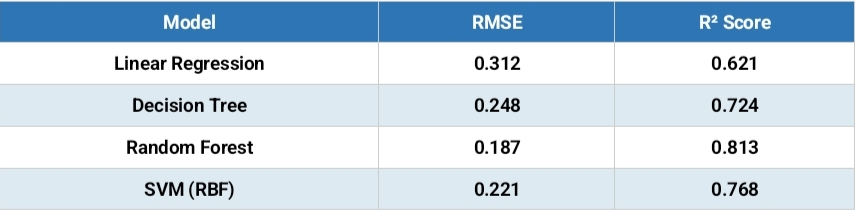 Model RMSE R² Score
Linear Regression 0.312 0.621
Decision Tree 0.248 0.724
Random Forest 0.187 0.813
SVM (RBF) 0.221 0.768